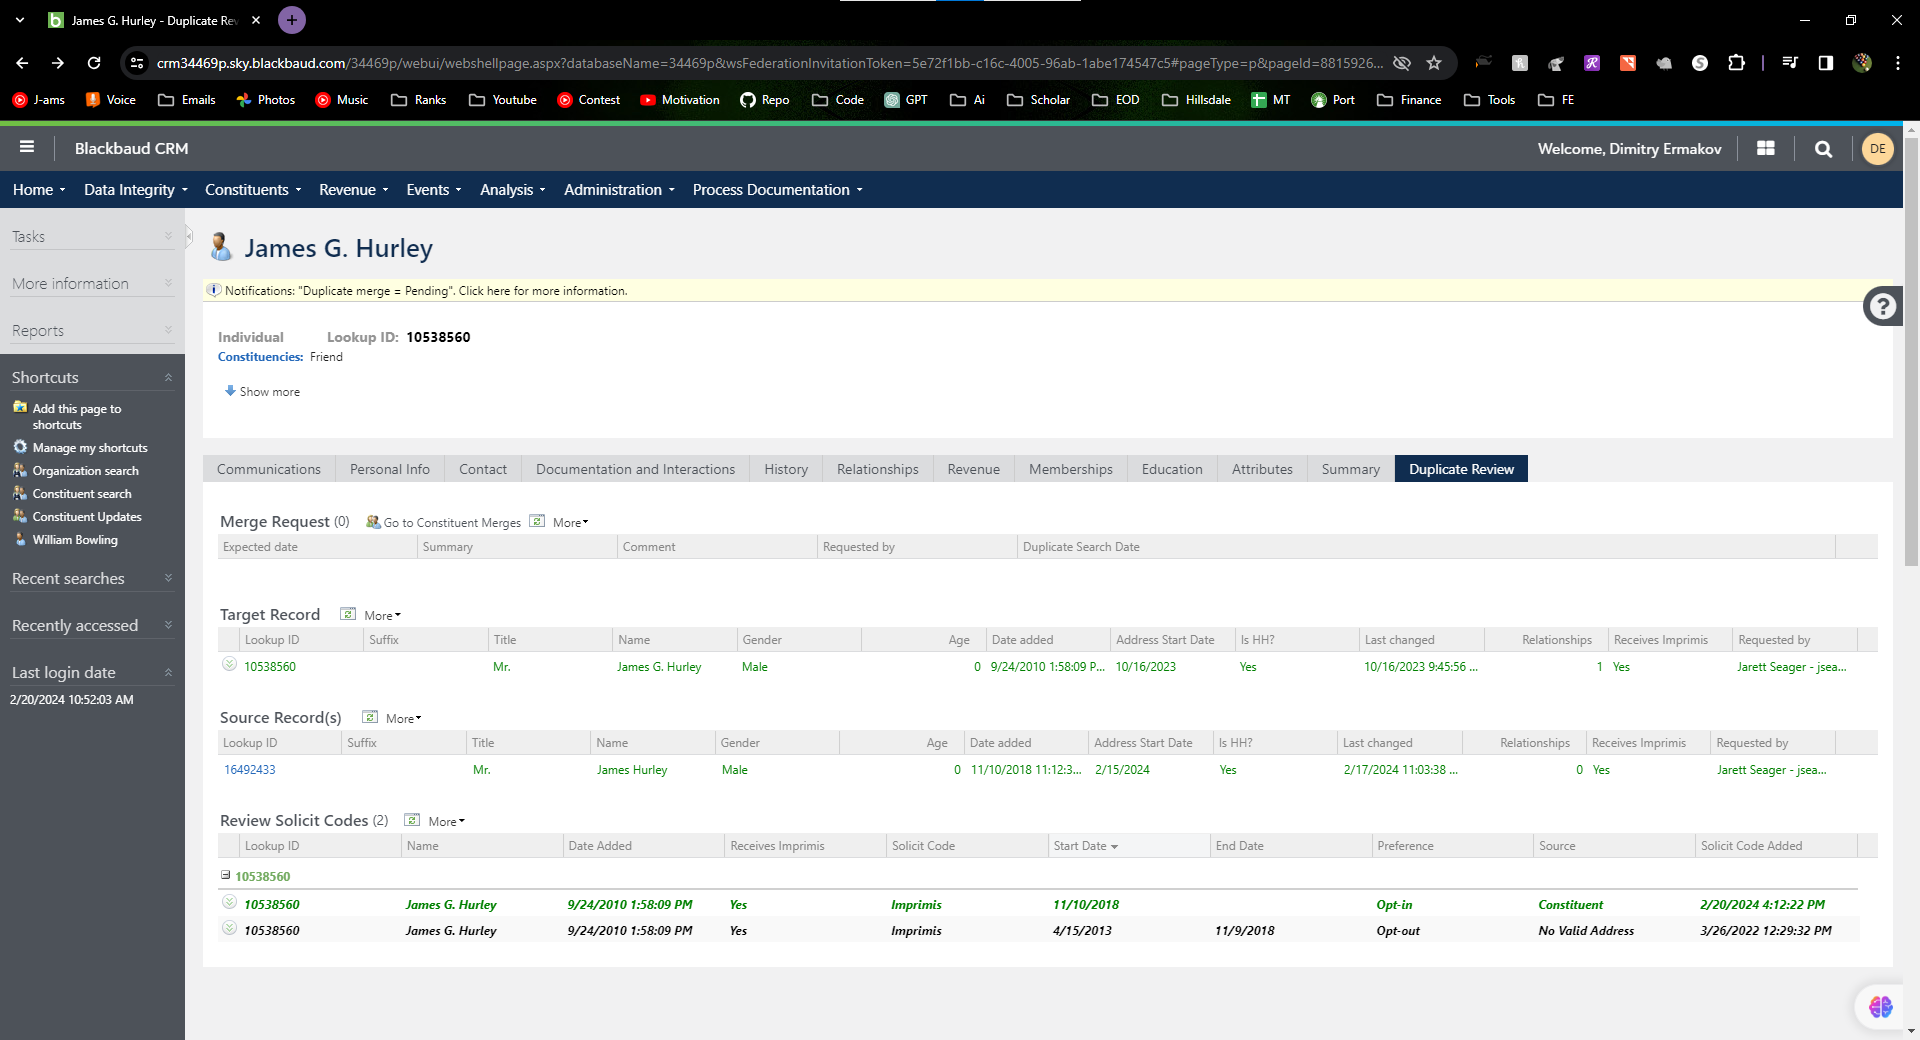 James G. Hurley - Duplicate Rev
crm34469p.sky.blackbaud.com/34469p/webui/webshellpage.aspx?databaseName=34469p&wsFederationInvitationToken=5e72f1bb-c16c-4005-96ab-1abe174547c5#pageType=p&pageId=8815926...
J-ams Voice Emails Photos Music Ranks Youtube Contest Motivation Repo Code GPT Ai Scholar EOD Hillsdale MT Port Finance Tools FE
Blackbaud CRM Welcome, Dimitry Ermakov DE
Home Data Integrity Constituents Revenue Events Analysis Administration Process Documentation
Tasks
More information
Reports
Shortcuts
Add this page to
shortcuts
Manage my shortcuts
Organization search
Constituent search
Constituent Updates
William Bowling
Recent searches
Recently accessed
Last login date
2/20/2024 10:52:03 AM
James G. Hurley
Notifications: "Duplicate merge = Pending". Click here for more information.
?
Individual Lookup ID: 10538560
Constituencies: Friend
Show more
Communications Personal Info Contact Documentation and Interactions History Relationships Revenue Memberships Education Attributes Summary Duplicate Review
Merge Request (0) Go to Constituent Merges More
Expected date Summary Comment Requested by Duplicate Search Date
Target Record More
Lookup ID Suffix Title Name Gender Age Date added Address Start Date Is HH? Last changed Relationships Receives Imprimis Requested by
10538560 Mr. James G. Hurley Male 0 9/24/2010 1:58:09 P... 10/16/2023 Yes 10/16/2023 9:45:56 ... 1 Yes Jarett Seager - jsea...
Source Record(s) More
Lookup ID Suffix Title Name Gender Age Date added Address Start Date Is HH? Last changed Relationships Receives Imprimis Requested by
16492433 Mr. James Hurley Male 0 11/10/2018 11:12:3... 2/15/2024 Yes 2/17/2024 11:03:38 ... 0 Yes Jarett Seager - jsea...
Review Solicit Codes (2) More
Lookup ID Name Date Added Receives Imprimis Solicit Code Start Date End Date Preference Source Solicit Code Added
10538560
10538560 James G. Hurley 9/24/2010 1:58:09 PM Yes Imprimis 11/10/2018 Opt-in Constituent 2/20/2024 4:12:22 PM
10538560 James G. Hurley 9/24/2010 1:58:09 PM Yes Imprimis 4/15/2013 11/9/2018 Opt-out No Valid Address 3/26/2022 12:29:32 PM